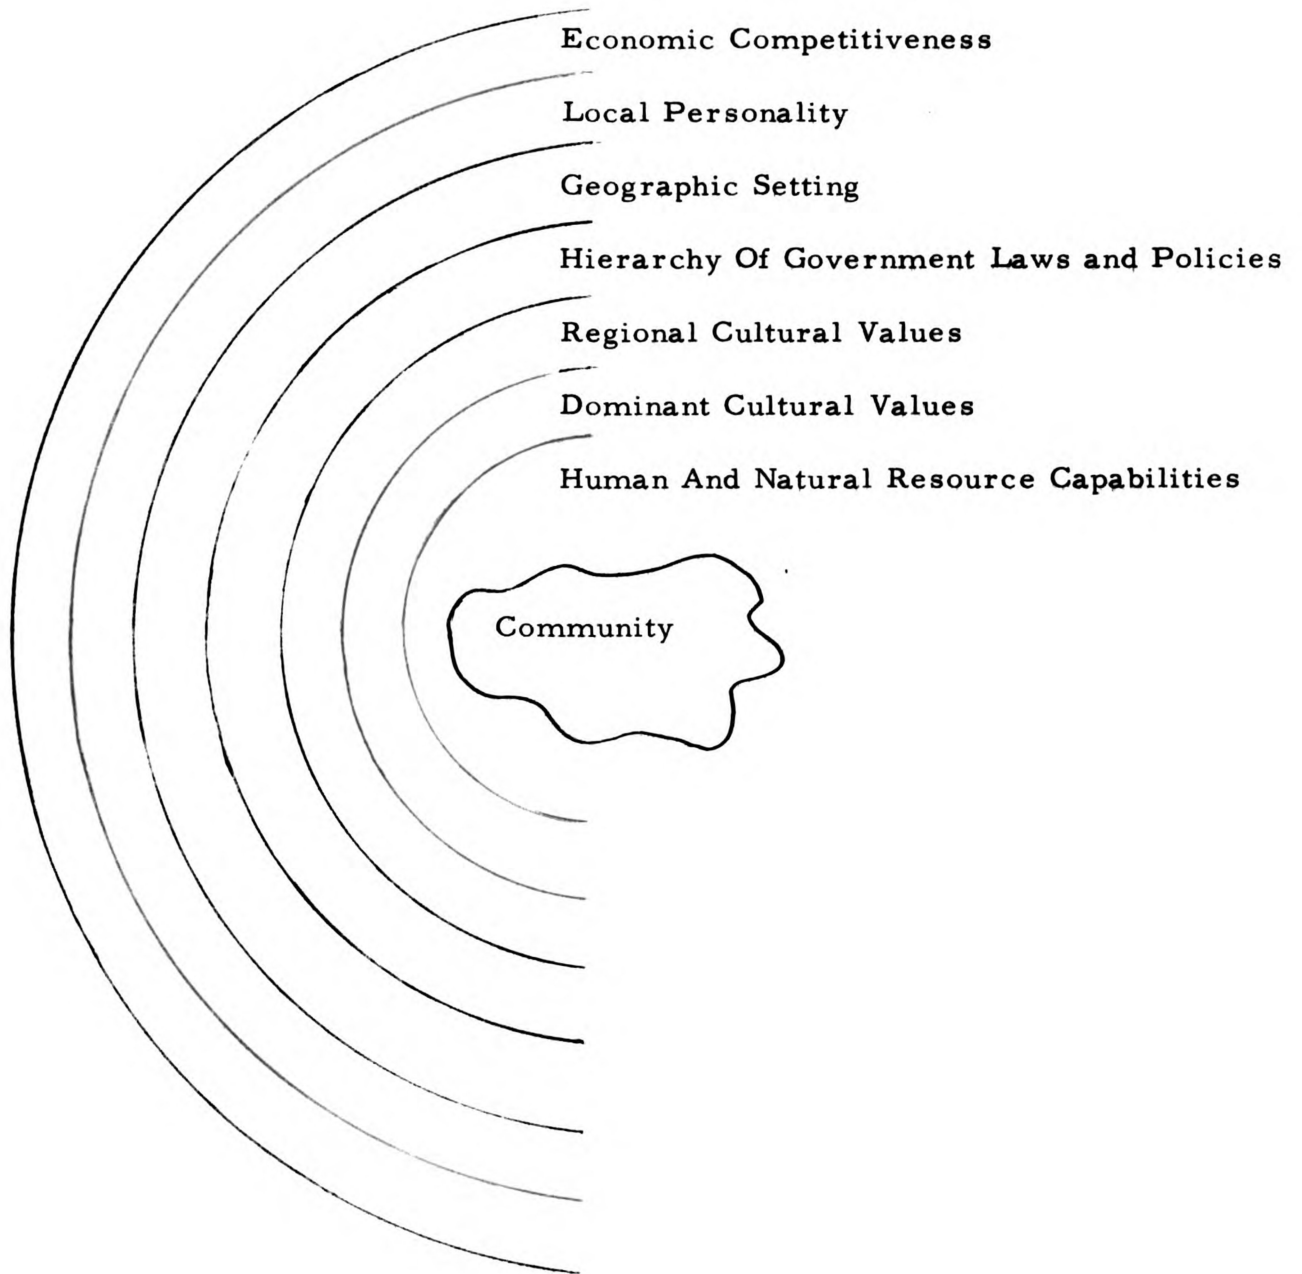 Economic Competitiveness
Local Personality
Geographic Setting
Hierarchy Of Government Laws and Policies
Regional Cultural Values
Dominant Cultural Values
Human And Natural Resource Capabilities
Community